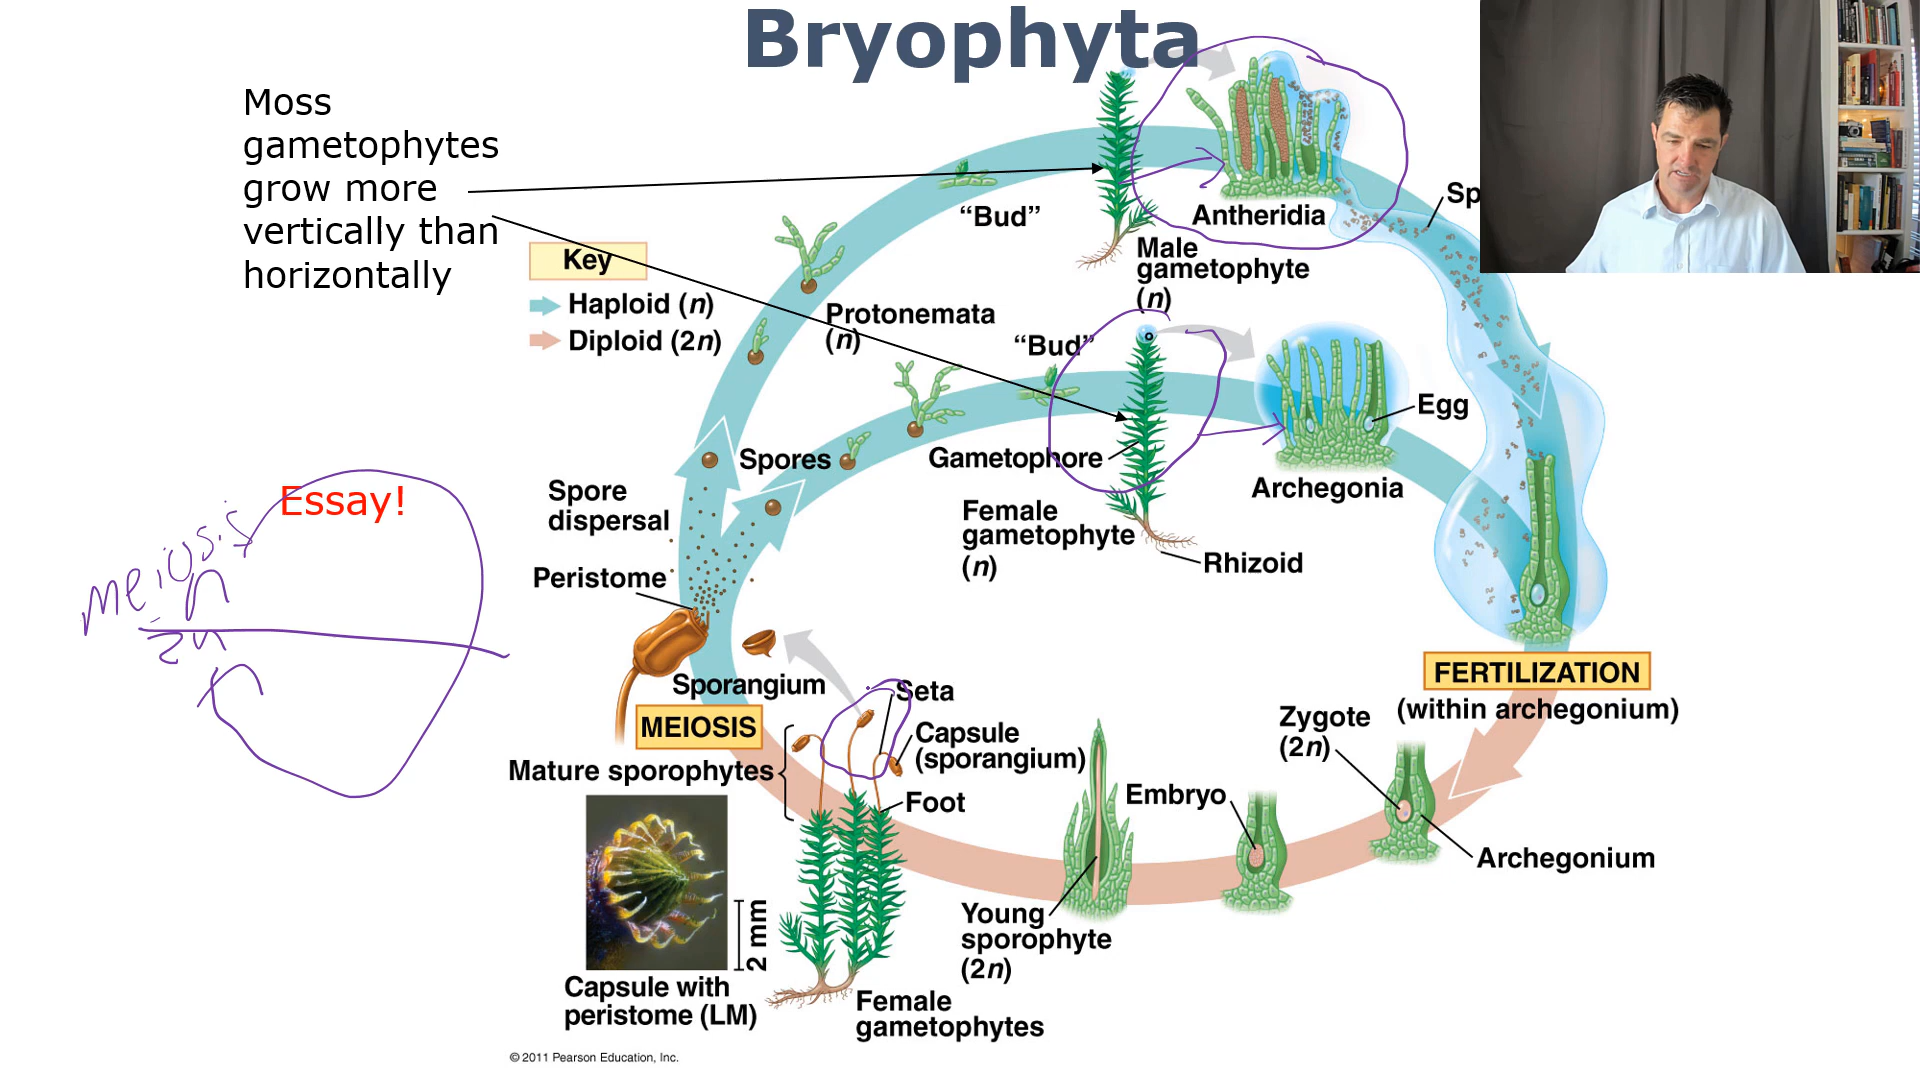 Bryophyta
Moss
gametophytes
grow more
vertically than
horizontally
Key
Haploid (n)
Diploid (2n)
"Bud"
Antheridia
Male
gametophyte
(n)
Sp
Protonemata
(n)
"Bud"
Egg
Gametophore
Archegonia
Spores
Spore
dispersal
Female
gametophyte
(n)
Rhizoid
Peristome
Essay!
meiosis
n
2n
n
Sporangium
Seta
MEIOSIS
Capsule
(sporangium)
Mature sporophytes
Foot
FERTILIZATION
(within archegonium)
Zygote
(2n)
Embryo
Archegonium
Young
sporophyte
(2n)
2 mm
Capsule with
peristome (LM)
Female
gametophytes
© 2011 Pearson Education, Inc.